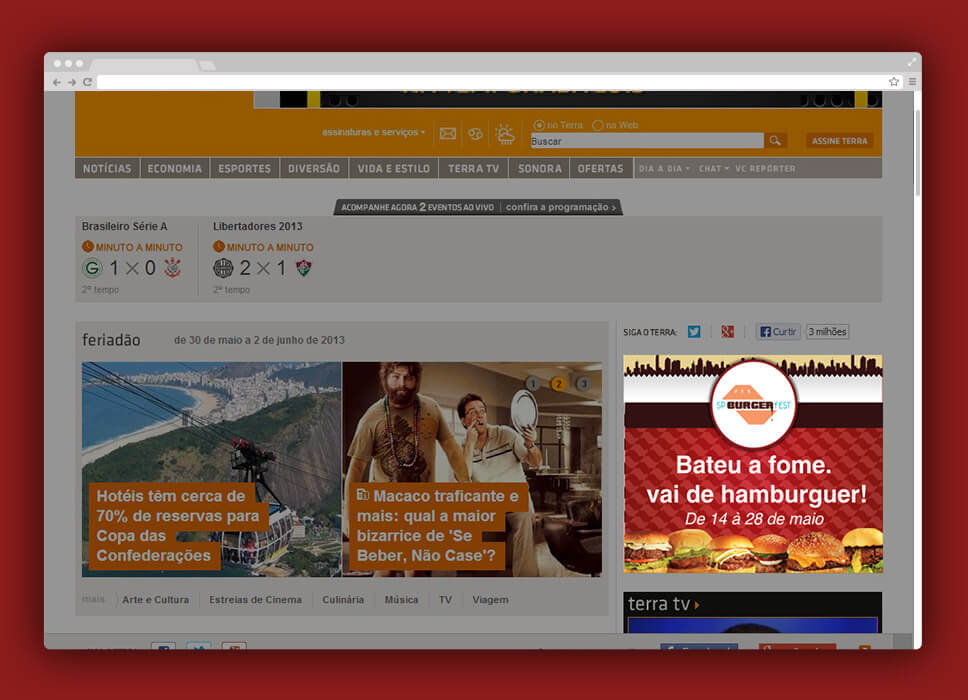 assinaturas e serviços
no Terra
na Web
Buscar
ASSINE TERRA
NOTÍCIAS
ECONOMIA
ESPORTES
DIVERSÃO
VIDA E ESTILO
TERRA TV
SONORA
OFERTAS
DIA A DIA
CHAT
VC REPÓRTER
ACOMPANHE AGORA 2 EVENTOS AO VIVO | confira a programação >
Brasileiro Série A
MINUTO A MINUTO
1 × 0
2º tempo
Libertadores 2013
MINUTO A MINUTO
2 × 1
2º tempo
feriadão
de 30 de maio a 2 de junho de 2013
Hotéis têm cerca de
70% de reservas para
Copa das
Confederações
1 2 3
Macaco traficante e
mais: qual a maior
bizarrice de 'Se
Beber, Não Case'?
mais
Arte e Cultura
Estreias de Cinema
Culinária
Música
TV
Viagem
SIGA O TERRA:
Curtir
3 milhões
SP BURGER FEST
Bateu a fome.
vai de hamburguer!
De 14 à 28 de maio
terra tv